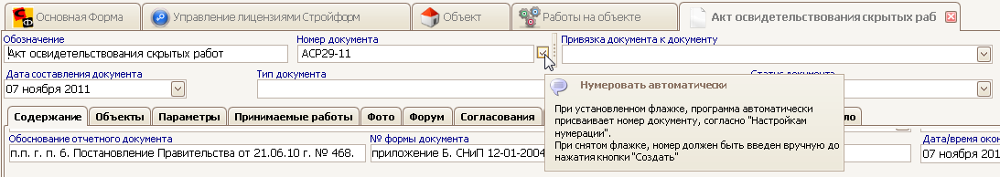 Основная Форма
Управление лицензиями Стройформ
Объект
Работы на объекте
Акт освидетельствования скрытых раб
Обозначение
Номер документа
Привязка документа к документу
Акт освидетельствования скрытых работ
АСР29-11
Дата составления документа
Тип документа
Статус документа
07 ноября 2011
Нумеровать автоматически
При установленном флажке, программа автоматически
присваивает номер документу, согласно "Настройкам
нумерации".
При снятом флажке, номер должен быть введен вручную до
нажатия кнопки "Создать"
Содержание
Объекты
Параметры
Принимаемые работы
Фото
Форум
Согласования
Обоснование отчетного документа
№ формы документа
Дата/время окон
п.п. г. п. 6. Постановление Правительства от 21.06.10 г. № 468.
приложение Б. СНиП 12-01-2004
07 ноября 201